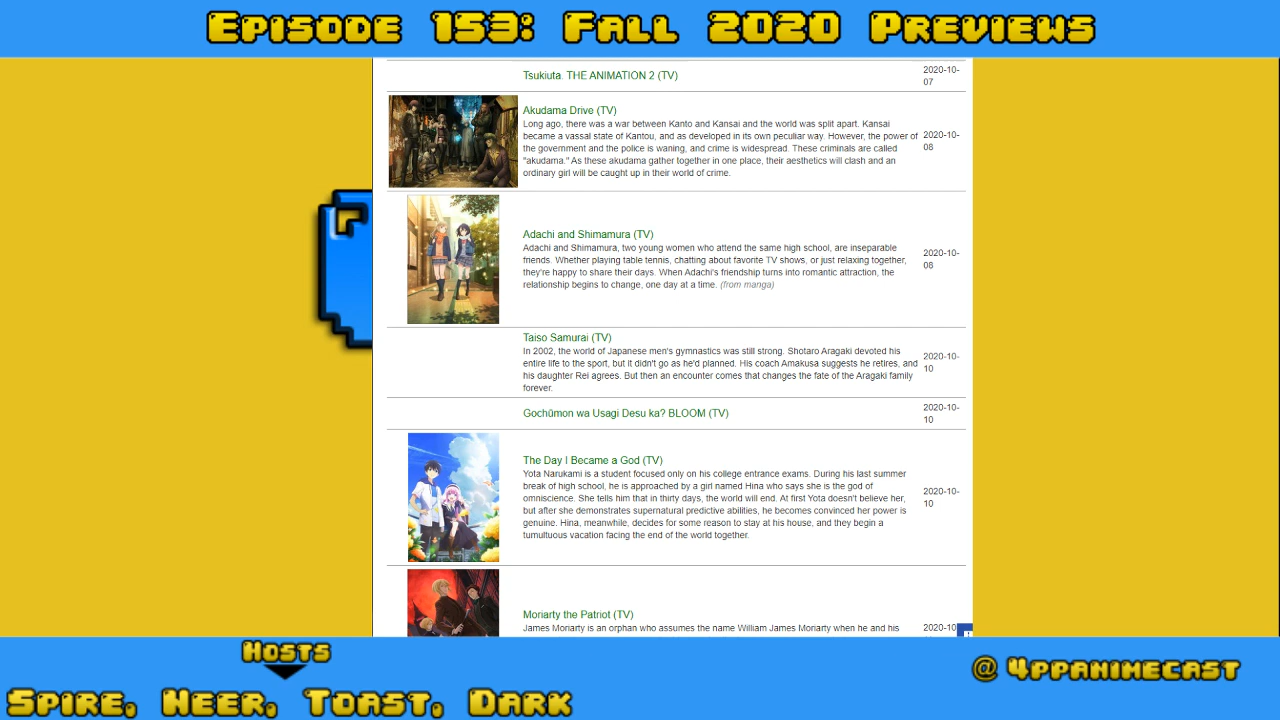 Episode 153: Fall 2020 Previews
Tsukiuta. THE ANIMATION 2 (TV)
2020-10-
07
Akudama Drive (TV)
Long ago, there was a war between Kanto and Kansai and the world was split apart. Kansai
became a vassal state of Kantou, and as developed in its own peculiar way. However, the power of
the government and the police is waning, and crime is widespread. These criminals are called
"akudama." As these akudama gather together in one place, their aesthetics will clash and an
ordinary girl will be caught up in their world of crime.
2020-10-
08
Adachi and Shimamura (TV)
Adachi and Shimamura, two young women who attend the same high school, are inseparable
friends. Whether playing table tennis, chatting about favorite TV shows, or just relaxing together,
they're happy to share their days. When Adachi's friendship turns into romantic attraction, the
relationship begins to change, one day at a time. (from manga)
2020-10-
08
Taiso Samurai (TV)
In 2002, the world of Japanese men's gymnastics was still strong. Shotaro Aragaki devoted his
entire life to the sport, but it didn't go as he'd planned. His coach Amakusa suggests he retires, and
his daughter Rei agrees. But then an encounter comes that changes the fate of the Aragaki family
forever.
2020-10-
10
Gochūmon wa Usagi Desu ka? BLOOM (TV)
2020-10-
10
The Day I Became a God (TV)
Yota Narukami is a student focused only on his college entrance exams. During his last summer
break of high school, he is approached by a girl named Hina who says she is the god of
omniscience. She tells him that in thirty days, the world will end. At first Yota doesn't believe her,
but after she demonstrates supernatural predictive abilities, he becomes convinced her power is
genuine. Hina, meanwhile, decides for some reason to stay at his house, and they begin a
tumultuous vacation facing the end of the world together.
2020-10-
10
Moriarty the Patriot (TV)
James Moriarty is an orphan who assumes the name William James Moriarty when he and his
2020-10
Hosts
Spire, Neer, Toast, Dark
@ 4ppanimecast